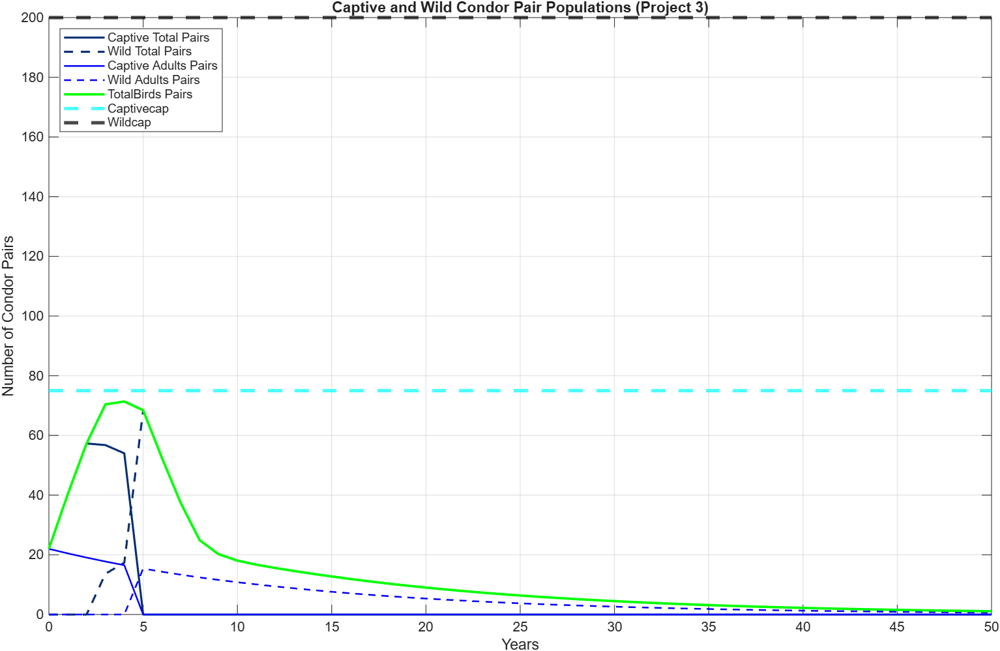 Captive and Wild Condor Pair Populations (Project 3)
200
180
160
140
120
100
80
60
40
20
0
Number of Condor Pairs
Captive Total Pairs
Wild Total Pairs
Captive Adults Pairs
Wild Adults Pairs
TotalBirds Pairs
Captivecap
Wildcap
0 5 10 15 20 25 30 35 40 45 50
Years